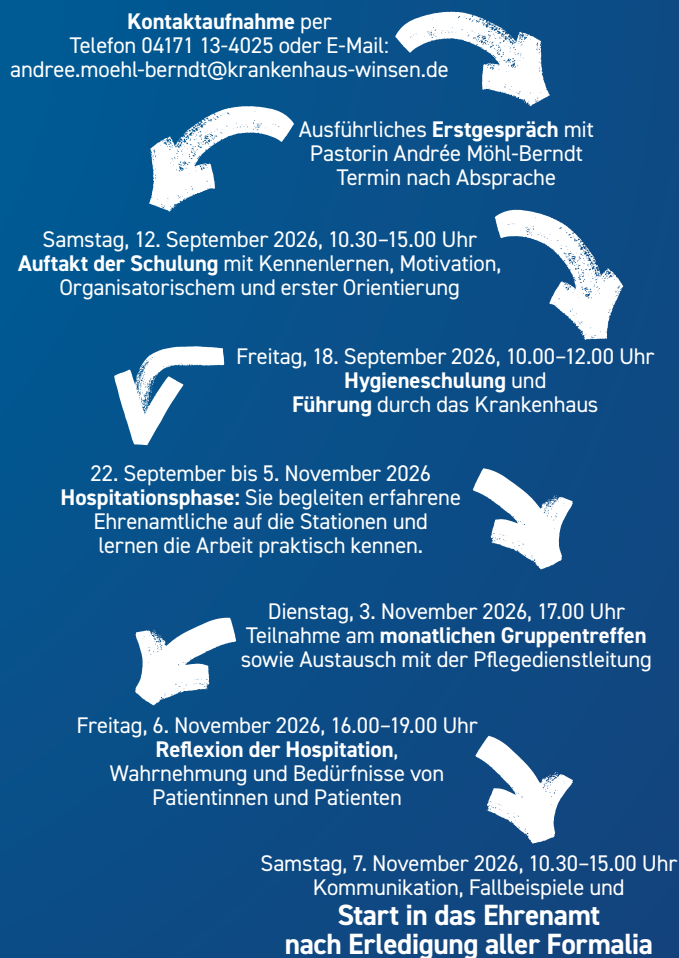 Kontaktaufnahme per
Telefon 04171 13-4025 oder E-Mail:
andree.moehl-berndt@krankenhaus-winsen.de
Ausführliches Erstgespräch mit
Pastorin Andrée Möhl-Berndt
Termin nach Absprache
Samstag, 12. September 2026, 10.30–15.00 Uhr
Auftakt der Schulung mit Kennenlernen, Motivation,
Organisatorischem und erster Orientierung
Freitag, 18. September 2026, 10.00–12.00 Uhr
Hygieneschulung und
Führung durch das Krankenhaus
22. September bis 5. November 2026
Hospitationsphase: Sie begleiten erfahrene
Ehrenamtliche auf die Stationen und
lernen die Arbeit praktisch kennen.
Dienstag, 3. November 2026, 17.00 Uhr
Teilnahme am monatlichen Gruppentreffen
sowie Austausch mit der Pflegedienstleitung
Freitag, 6. November 2026, 16.00–19.00 Uhr
Reflexion der Hospitation,
Wahrnehmung und Bedürfnisse von
Patientinnen und Patienten
Samstag, 7. November 2026, 10.30–15.00 Uhr
Kommunikation, Fallbeispiele und
Start in das Ehrenamt
nach Erledigung aller Formalia